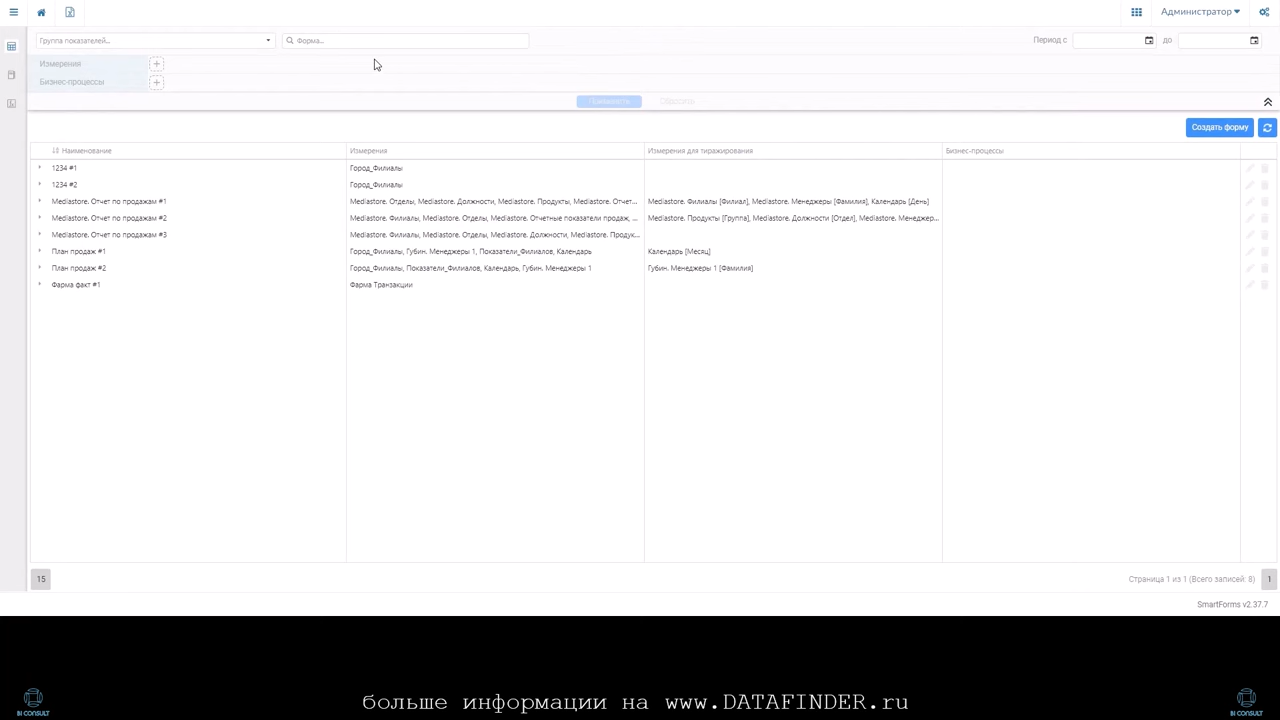 Администратор
Группа показателей...
Форма...
Период с
до
Измерения
Бизнес-процессы
Применить
Сбросить
Создать форму
Наименование
Измерения
Измерения для тиражирования
Бизнес-процессы
1234 #1
Город_Филиалы
1234 #2
Город_Филиалы
Mediastore. Отчет по продажам #1
Mediastore. Отделы, Mediastore. Должности, Mediastore. Продукты, Mediastore. Отчет...
Mediastore. Филиалы [Филиал], Mediastore. Менеджеры [Фамилия], Календарь [День]
Mediastore. Отчет по продажам #2
Mediastore. Филиалы, Mediastore. Отделы, Mediastore. Отчетные показатели продаж, ...
Mediastore. Продукты [Группа], Mediastore. Должности [Отдел], Mediastore. Менеджер...
Mediastore. Отчет по продажам #3
Mediastore. Филиалы, Mediastore. Отделы, Mediastore. Должности, Mediastore. Продук...
План продаж #1
Город_Филиалы, Губин. Менеджеры 1, Показатели_Филиалов, Календарь
Календарь [Месяц]
План продаж #2
Город_Филиалы, Показатели_Филиалов, Календарь, Губин. Менеджеры 1
Губин. Менеджеры 1 [Фамилия]
Фарма факт #1
Фарма Транзакции
15
Страница 1 из 1 (Всего записей: 8)
1
SmartForms v2.37.7
больше информации на www.DATAFINDER.ru
BI CONSULT
BI CONSULT